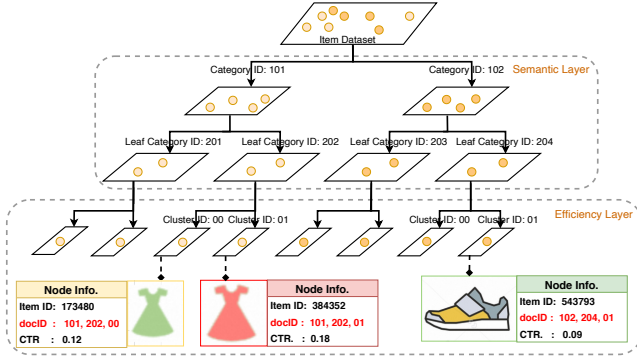 Item Dataset
Category ID: 101
Category ID: 102
Semantic Layer
Leaf Category ID: 201
Leaf Category ID: 202
Leaf Category ID: 203
Leaf Category ID: 204
Efficiency Layer
Cluster ID: 00
Cluster ID: 01
Cluster ID: 00
Cluster ID: 01
Node Info.
Item ID: 173480
docID : 101, 202, 00
CTR : 0.12
Node Info.
Item ID: 384352
docID : 101, 202, 01
CTR : 0.18
Node Info.
Item ID: 543793
docID : 102, 204, 01
CTR. : 0.09